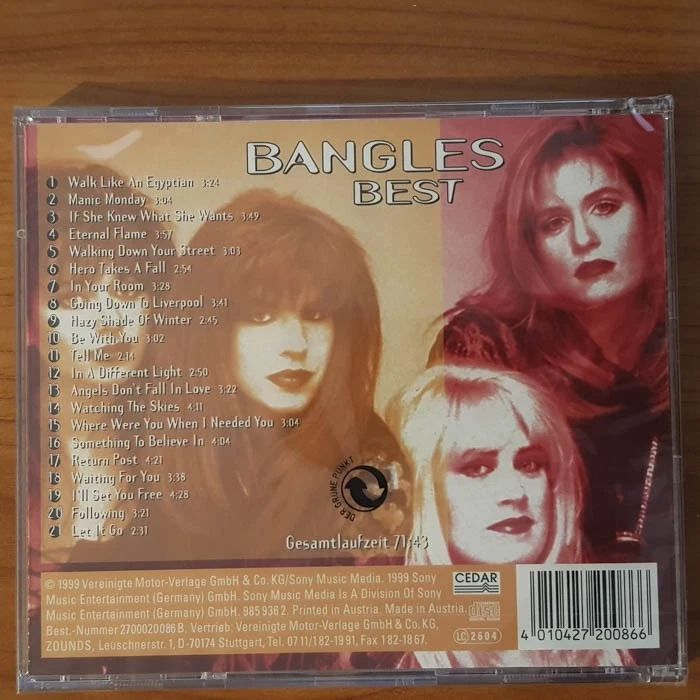 BANGLES
BEST
1 Walk Like An Egyptian 3:24
2 Manic Monday 3:04
3 If She Knew What She Wants 3:49
4 Eternal Flame 3:57
5 Walking Down Your Street 3:03
6 Hero Takes A Fall 2:54
7 In Your Room 3:28
8 Going Down To Liverpool 3:41
9 Hazy Shade Of Winter 2:45
10 Be With You 3:02
11 Tell Me 2:14
12 In A Different Light 2:50
13 Angels Don't Fall In Love 3:22
14 Watching The Skies 4:11
15 Where Were You When I Needed You 3:04
16 Something To Believe In 4:04
17 Return Post 4:21
18 Waiting For You 3:38
19 I'll Set You Free 4:28
20 Following 3:21
21 Let It Go 2:31
DER GRÜNE PUNKT
Gesamtlaufzeit 71:43
© 1999 Vereinigte Motor-Verlage GmbH & Co. KG/Sony Music Media. 1999 Sony
Music Entertainment (Germany) GmbH. Sony Music Media Is A Division Of Sony
Music Entertainment (Germany) GmbH. 985 936 2. Printed in Austria. Made in Austria.
Best.-Nummer 2700020086 B. Vertrieb: Vereinigte Motor-Verlage GmbH & Co. KG,
ZOUNDS, Leuschnerstr. 1, D-70174 Stuttgart, Tel. 07 11/1 82-19 91, Fax 1 82-18 67.
CEDAR
COMPACT
disc
DIGITAL AUDIO
LC 2604
4 010427 200866